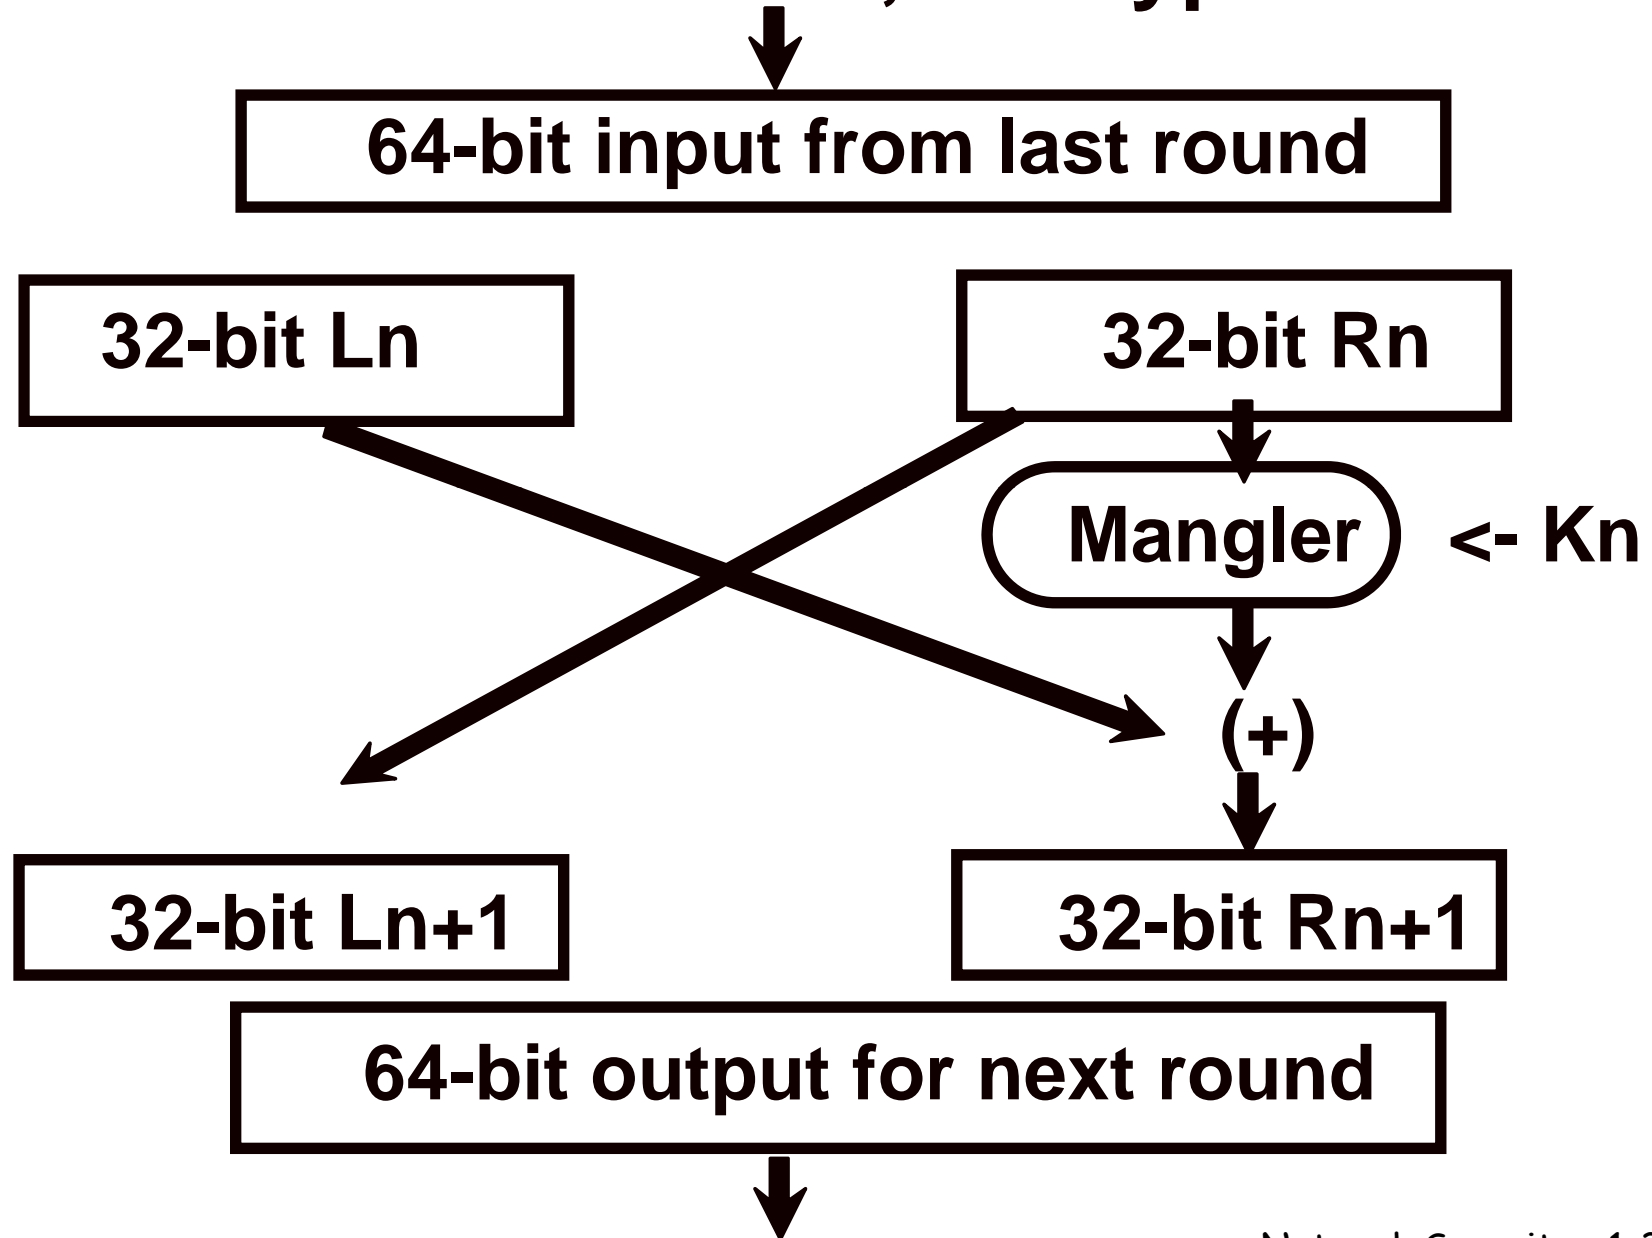 64-bit input from last round
32-bit Ln 32-bit Rn
Mangler <- Kn
(+)
32-bit Ln+1 32-bit Rn+1
64-bit output for next round